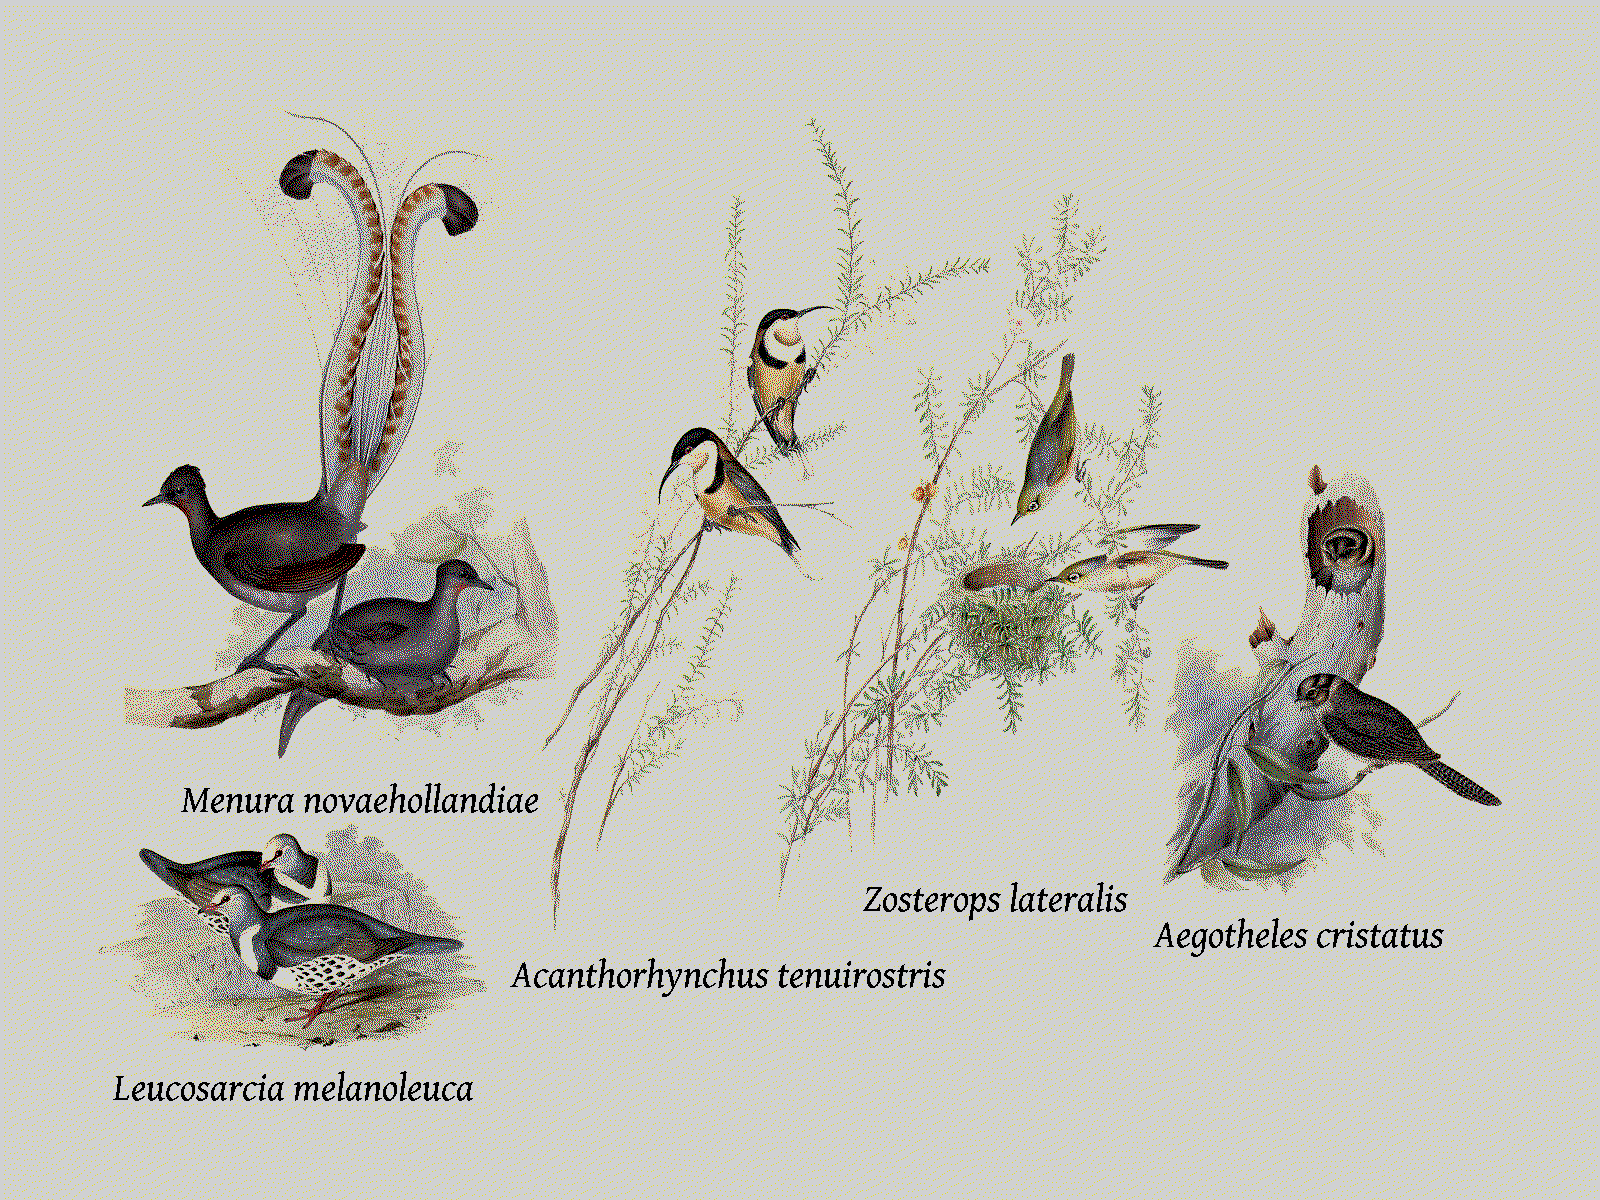 Menura novaehollandiae
Zosterops lateralis
Aegotheles cristatus
Acanthorhynchus tenuirostris
Leucosarcia melanoleuca